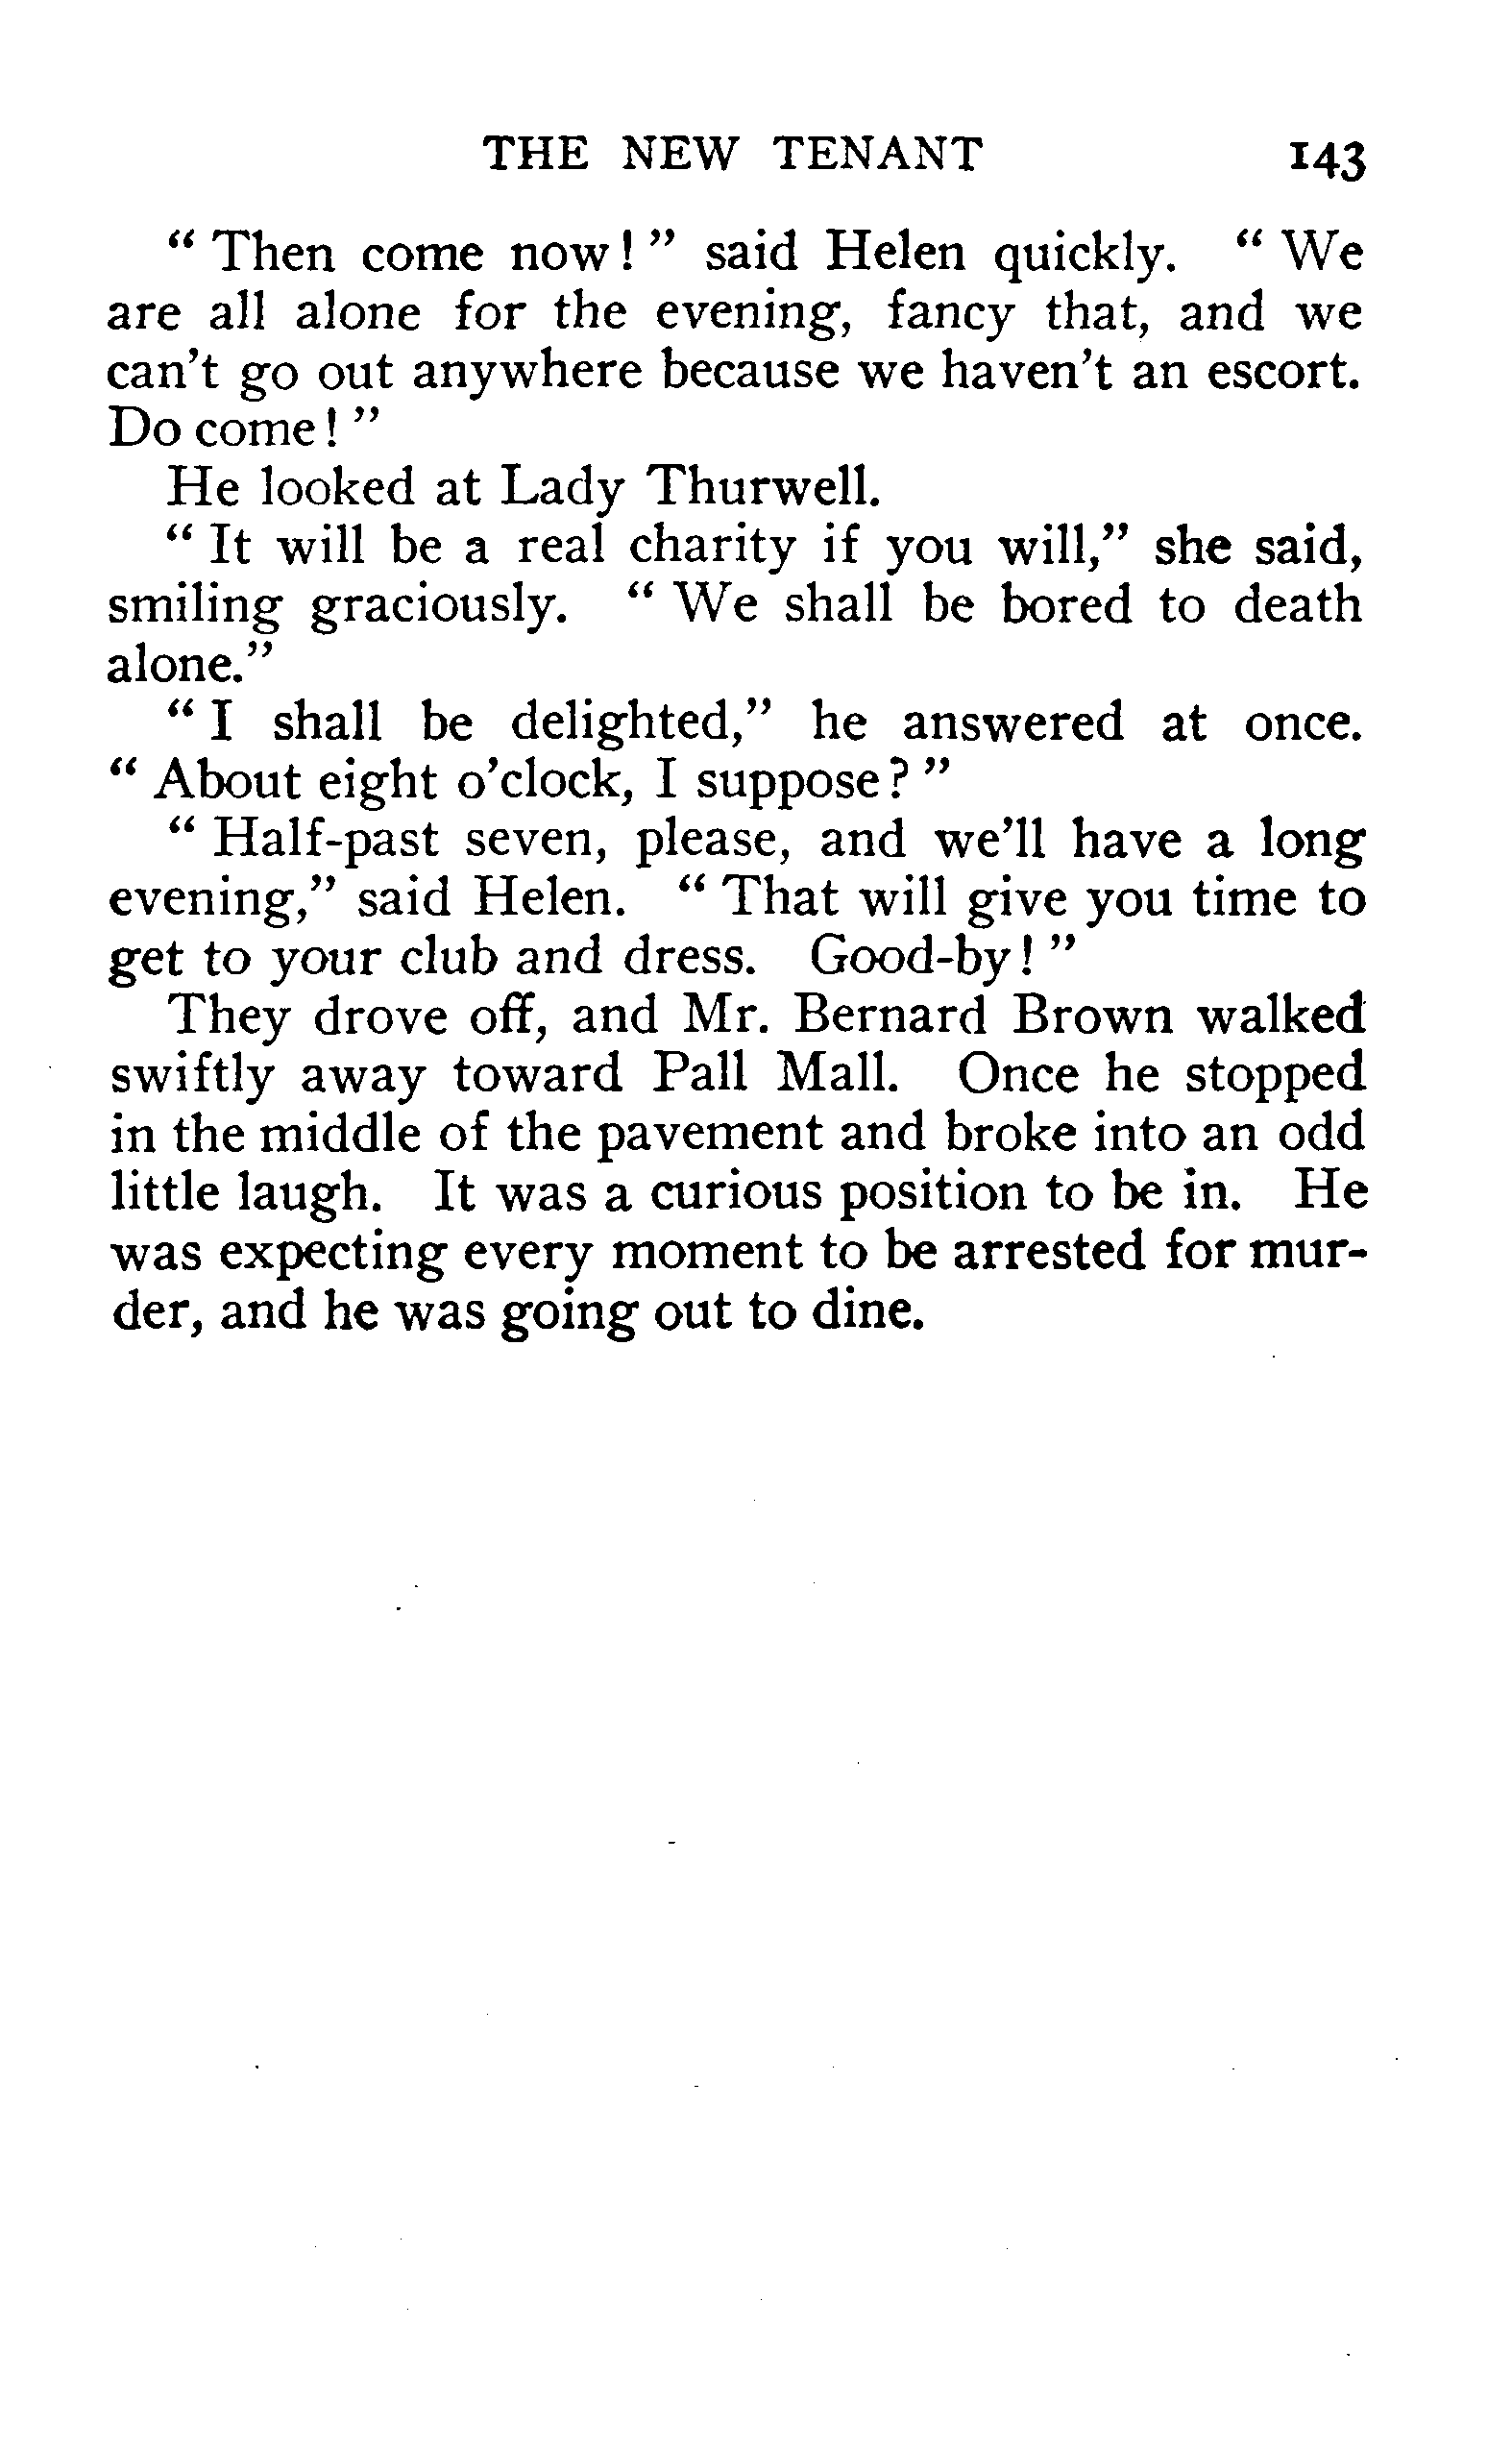 THE NEW TENANT 143
" Then come now! " said Helen quickly. " We
are all alone for the evening, fancy that, and we
can't go out anywhere because we haven't an escort.
Do come! "
He looked at Lady Thurwell.
" It will be a real charity if you will," she said,
smiling graciously. " We shall be bored to death
alone."
" I shall be delighted," he answered at once.
" About eight o'clock, I suppose? "
" Half-past seven, please, and we'll have a long
evening," said Helen. " That will give you time to
get to your club and dress. Good-by! "
They drove off, and Mr. Bernard Brown walked
swiftly away toward Pall Mall. Once he stopped
in the middle of the pavement and broke into an odd
little laugh. It was a curious position to be in. He
was expecting every moment to be arrested for mur-
der, and he was going out to dine.